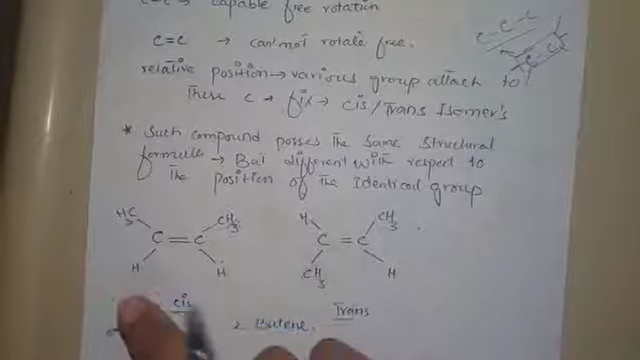 C-C → capable free rotation
C=C → can't not rotate free.
C-C-C
C-C
relative position → various group attach to
These C → fix → cis/Trans Isomer's
* Such compound posses the same structural
formula → But different with respect to
the position of the Identical group
H3C CH3 H CH3
C=C C=C
H H CH3 H
cis Trans
2 Butene.